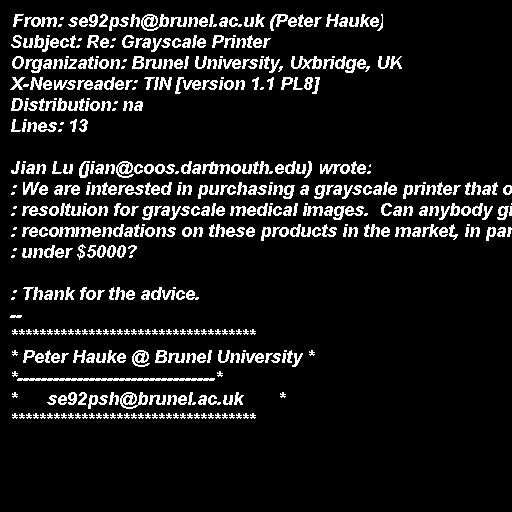 From: se92psh@brunel.ac.uk (Peter Hauke)
Subject: Re: Grayscale Printer
Organization: Brunel University, Uxbridge, UK
X-Newsreader: TIN [version 1.1 PL8]
Distribution: na
Lines: 13

Jian Lu (jian@coos.dartmouth.edu) wrote:
: We are interested in purchasing a grayscale printer that o
: resoltuion for grayscale medical images.  Can anybody gi
: recommendations on these products in the market, in par
: under $5000?

: Thank for the advice.
--
***********************************
* Peter Hauke @ Brunel University *
*---------------------------------*
*      se92psh@brunel.ac.uk       *
***********************************